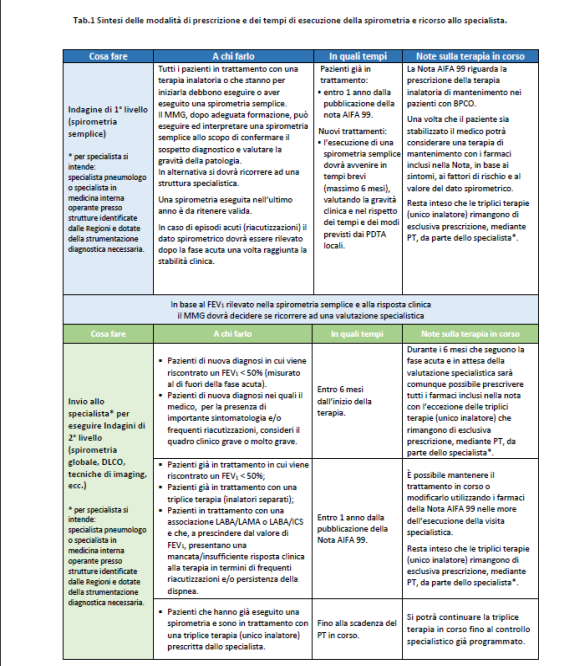 Tab.1 Sintesi delle modalità di prescrizione e dei tempi di esecuzione della spirometria e ricorso allo specialista.
Cosa fare
A chi farlo
In quali tempi
Note sulla terapia in corso
Indagine di 1° livello
(spirometria
semplice)
* per specialista si
intende:
specialista pneumologo
o specialista in
medicina interna
operante presso
strutture identificate
dalle Regioni e dotate
della strumentazione
diagnostica necessaria.
Tutti i pazienti in trattamento con una
terapia inalatoria o che stanno per
iniziarla debbono eseguire o aver
eseguito una spirometria semplice.
Il MMG, dopo adeguata formazione, può
eseguire ed interpretare una spirometria
semplice allo scopo di confermare il
sospetto diagnostico e valutare la
gravità della patologia.
In alternativa si dovrà ricorrere ad una
struttura specialistica.
Una spirometria eseguita nell'ultimo
anno è da ritenere valida.
In caso di episodi acuti (riacutizzazioni) il
dato spirometrico dovrà essere rilevato
dopo la fase acuta una volta raggiunta la
stabilità clinica.
Pazienti già in
trattamento:
• entro 1 anno dalla
pubblicazione della
nota AIFA 99.
Nuovi trattamenti:
• l'esecuzione di una
spirometria semplice
dovrà avvenire in
tempi brevi
(massimo 6 mesi),
valutando la gravità
clinica e nel rispetto
dei tempi e dei modi
previsti dai PDTA
locali.
La Nota AIFA 99 riguarda la
prescrizione della terapia
inalatoria di mantenimento nei
pazienti con BPCO.
Una volta che il paziente sia
stabilizzato il medico potrà
considerare una terapia di
mantenimento con i farmaci
inclusi nella Nota, in base ai
sintomi, ai fattori di rischio e al
valore del dato spirometrico.
Resta inteso che le triplici terapie
(unico inalatore) rimangono di
esclusiva prescrizione, mediante
PT, da parte dello specialista*.
In base al FEV₁ rilevato nella spirometria semplice e alla risposta clinica
il MMG dovrà decidere se ricorrere ad una valutazione specialistica
Cosa fare
A chi farlo
In quali tempi
Note sulla terapia in corso
Invio allo
specialista* per
eseguire Indagini di
2° livello
(spirometria
globale, DLCO,
tecniche di imaging,
ecc.)
* per specialista si
intende:
specialista pneumologo
o specialista in
medicina interna
operante presso
strutture identificate
dalle Regioni e dotate
della strumentazione
diagnostica necessaria.
▪ Pazienti di nuova diagnosi in cui viene
riscontrato un FEV₁ < 50% (misurato
al di fuori della fase acuta).
▪ Pazienti di nuova diagnosi nei quali il
medico, per la presenza di
importante sintomatologia e/o
frequenti riacutizzazioni, consideri il
quadro clinico grave o molto grave.
Entro 6 mesi
dall'inizio della
terapia.
Durante i 6 mesi che seguono la
fase acuta e in attesa della
valutazione specialistica sarà
comunque possibile prescrivere
tutti i farmaci inclusi nella nota
con l'eccezione delle triplici
terapie (unico inalatore) che
rimangono di esclusiva
prescrizione, mediante PT, da
parte dello specialista*.
▪ Pazienti già in trattamento in cui viene
riscontrato un FEV₁ < 50%;
▪ Pazienti già in trattamento con una
triplice terapia (inalatori separati);
▪ Pazienti in trattamento con una
associazione LABA/LAMA o LABA/ICS
e che, a prescindere dal valore di
FEV₁, presentano una
mancata/insufficiente risposta clinica
alla terapia in termini di frequenti
riacutizzazioni e/o persistenza della
dispnea.
Entro 1 anno dalla
pubblicazione della
Nota AIFA 99.
È possibile mantenere il
trattamento in corso o
modificarlo utilizzando i farmaci
della Nota AIFA 99 nelle more
dell'esecuzione della visita
specialistica.
Resta inteso che le triplici terapie
(unico inalatore) rimangono di
esclusiva prescrizione, mediante
PT, da parte dello specialista*.
▪ Pazienti che hanno già eseguito una
spirometria e sono in trattamento con
una triplice terapia (unico inalatore)
prescritta dallo specialista.
Fino alla scadenza del
PT in corso.
Si potrà continuare la triplice
terapia in corso fino al controllo
specialistico già programmato.